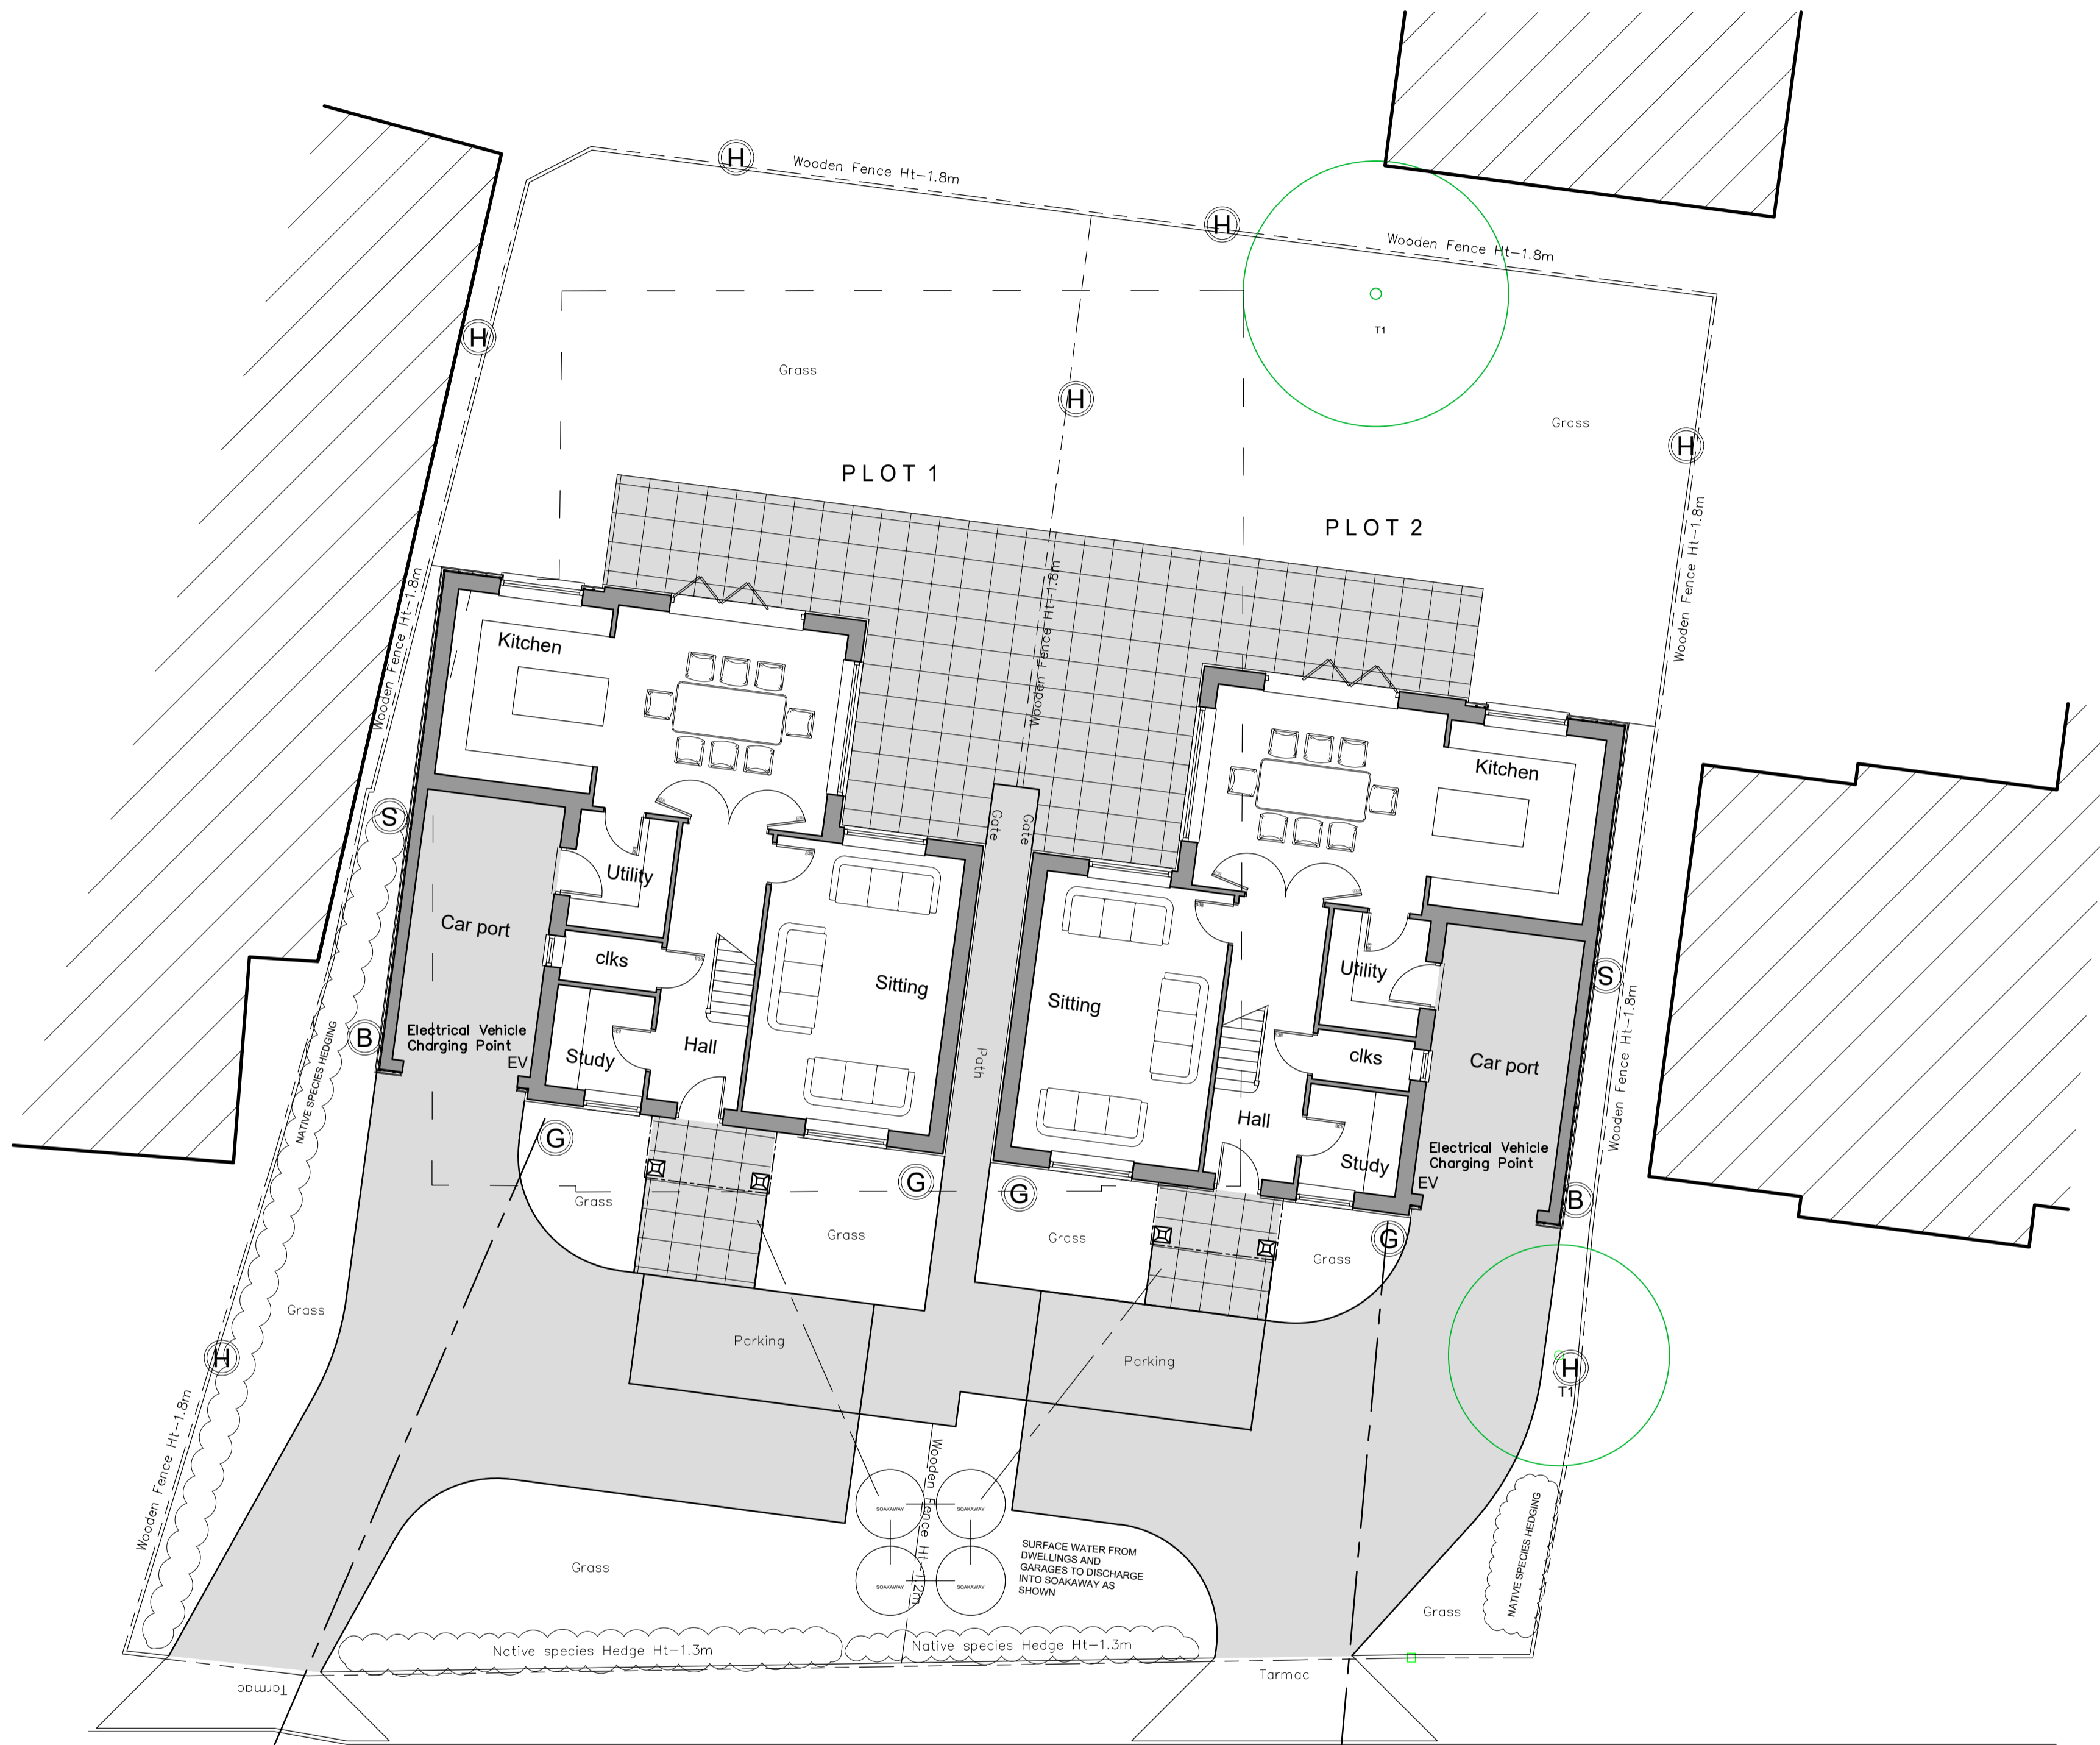 H
Wooden Fence Ht-1.8m
H
Wooden Fence Ht-1.8m
T1
H
Grass
H
Grass
H
PLOT 1
PLOT 2
Wooden Fence Ht-1.8m
Wooden Fence Ht-1.8m
Wooden Fence Ht-1.8m
Kitchen
Kitchen
S
Gate
Gate
Utility
Utility
Car port
clks
Sitting
Sitting
S
B
Electrical Vehicle
Charging Point
EV
Study
Hall
Path
clks
Car port
Hall
Study
Electrical Vehicle
Charging Point
EV
B
NATIVE SPECIES HEDGING
Wooden Fence Ht-1.8m
G
G
G
G
Grass
Grass
Grass
Grass
Grass
H
Parking
Parking
H
T1
Wooden Fence Ht-1.8m
Wooden Fence Ht-1.2m
SOAKAWAY
SOAKAWAY
SOAKAWAY
SOAKAWAY
SURFACE WATER FROM
DWELLINGS AND
GARAGES TO DISCHARGE
INTO SOAKAWAY AS
SHOWN
NATIVE SPECIES HEDGING
Grass
Grass
Native species Hedge Ht-1.3m
Native species Hedge Ht-1.3m
Tarmac
Tarmac